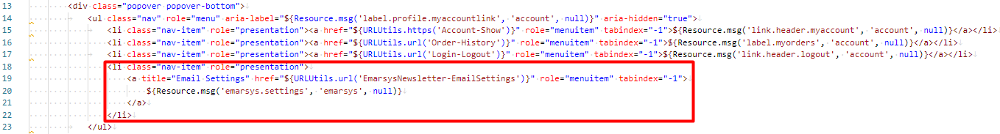 13 <div class="popover popover-bottom">
14 <ul class="nav" role="menu" aria-label="${Resource.msg('label.profile.myaccountlink', 'account', null)}" aria-hidden="true">
15 <li class="nav-item" role="presentation"><a href="${URLUtils.https('Account-Show')}" role="menuitem" tabindex="-1">${Resource.msg('link.header.myaccount', 'account', null)}</a></li>
16 <li class="nav-item" role="presentation"><a href="${URLUtils.url('Order-History')}" role="menuitem" tabindex="-1">${Resource.msg('label.myorders', 'account', null)}</a></li>
17 <li class="nav-item" role="presentation"><a href="${URLUtils.url('Login-Logout')}" role="menuitem" tabindex="-1">${Resource.msg('link.header.logout', 'account', null)}</a></li>
18 <li class="nav-item" role="presentation">
19 <a title="Email Settings" href="${URLUtils.url('EmarsysNewsletter-EmailSettings')}" role="menuitem" tabindex="-1">
20 ${Resource.msg('emarsys.settings', 'emarsys', null)}
21 </a>
22 </li>
23 </ul>